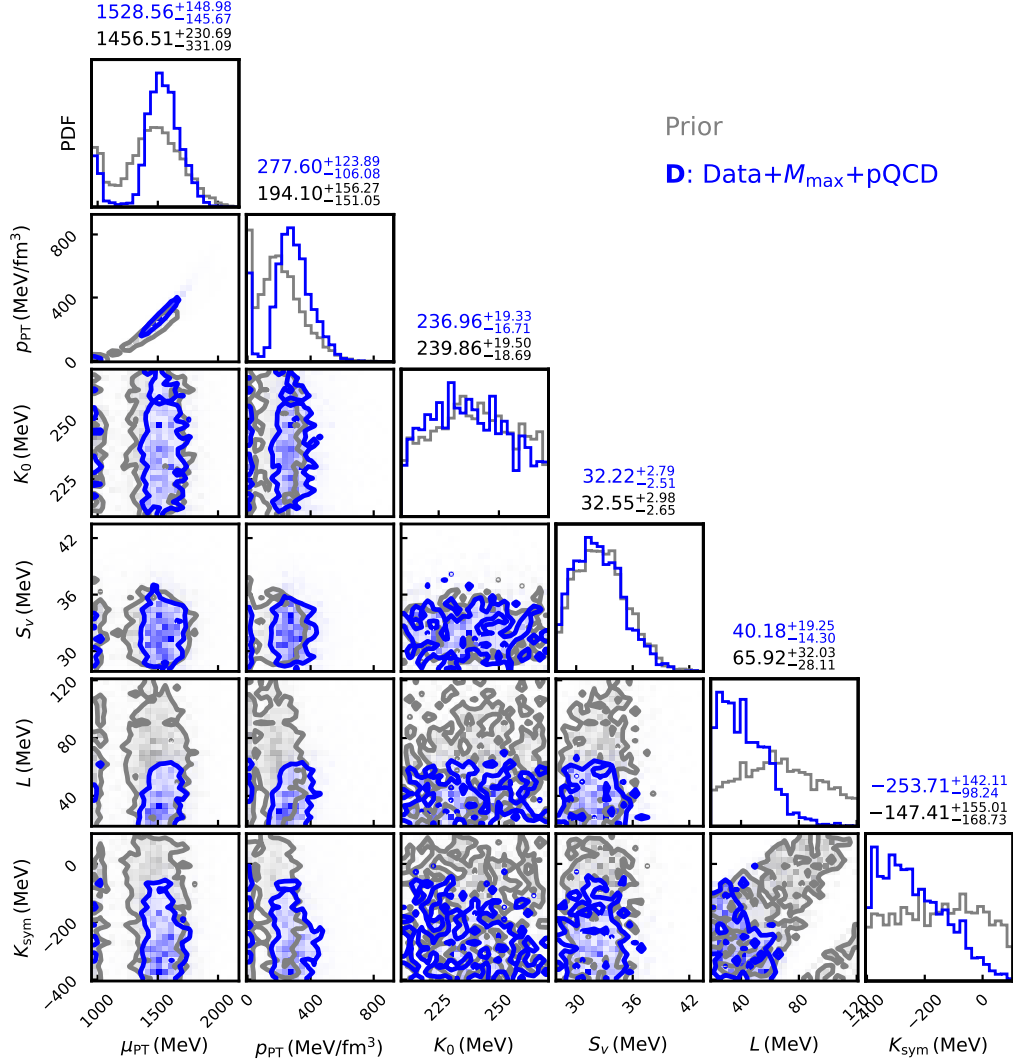 1528.56+148.98−145.67
1456.51+230.69−331.09
PDF
Prior
D: Data+Mmax+pQCD
277.60+123.89−106.08
194.10+156.27−151.05
pPT (MeV/fm³)
800
400
0
236.96+19.33−16.71
239.86+19.50−18.69
K0 (MeV)
250
225
32.22+2.79−2.51
32.55+2.98−2.65
Sv (MeV)
42
36
30
40.18+19.25−14.30
65.92+32.03−28.11
L (MeV)
120
80
40
−253.71+142.11−98.24
−147.41+155.01−168.73
Ksym (MeV)
0
−200
−400
1000 1500 2000 0 400 800 225 250 30 36 42 40 80 120 −400 −200 0
μPT (MeV) pPT (MeV/fm³) K0 (MeV) Sv (MeV) L (MeV) Ksym (MeV)